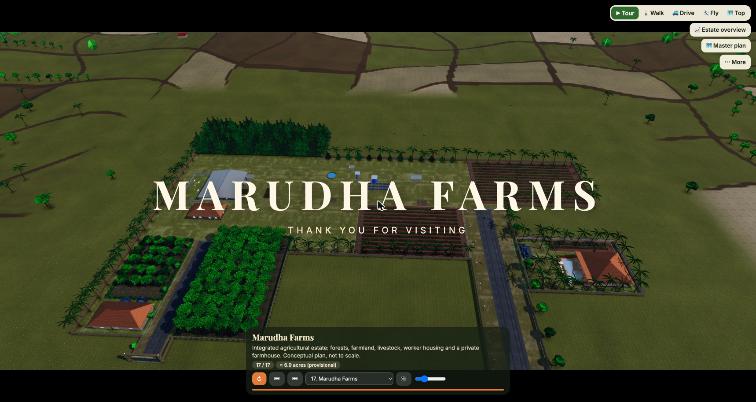 Tour Walk Drive Fly Top
Estate overview
Master plan
More
MARUDHA FARMS
THANK YOU FOR VISITING
Marudha Farms
Integrated agricultural estate: forests, farmland, livestock, worker housing and a private
farmhouse. Conceptual plan, not to scale.
17 / 17 ≈ 6.9 acres (provisional)
17. Marudha Farms